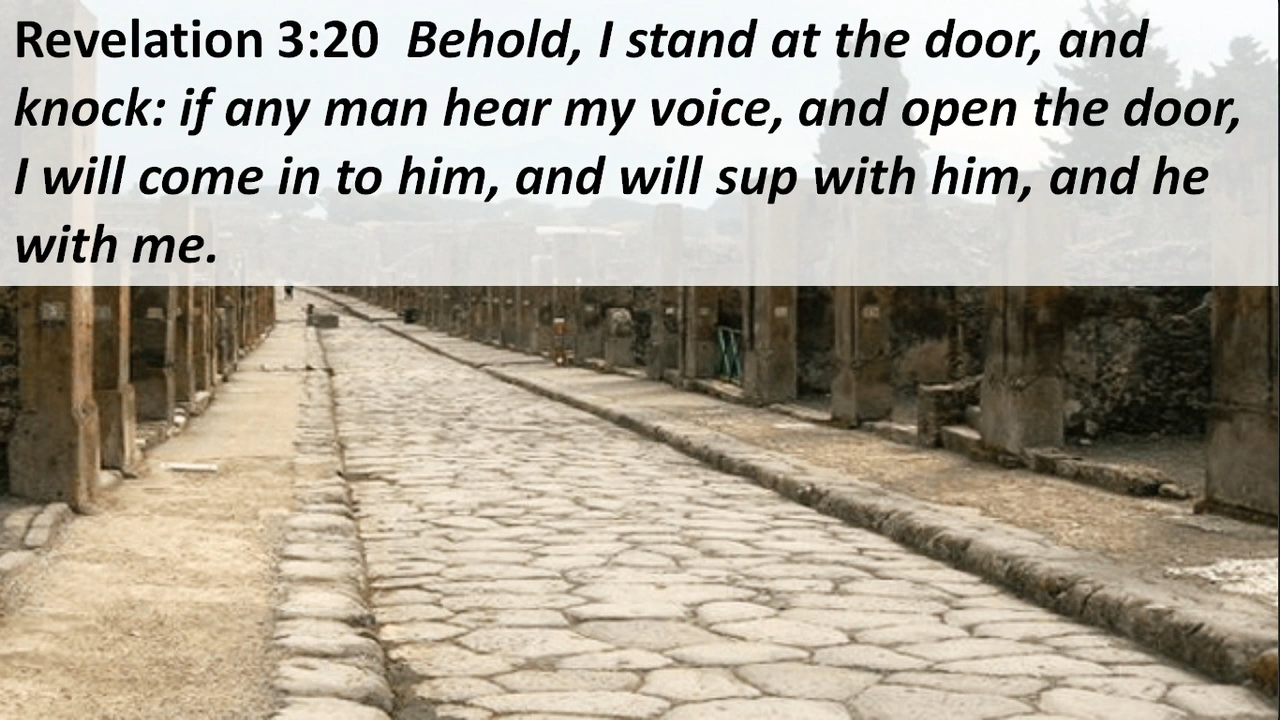 Revelation 3:20 Behold, I stand at the door, and
knock: if any man hear my voice, and open the door,
I will come in to him, and will sup with him, and he
with me.